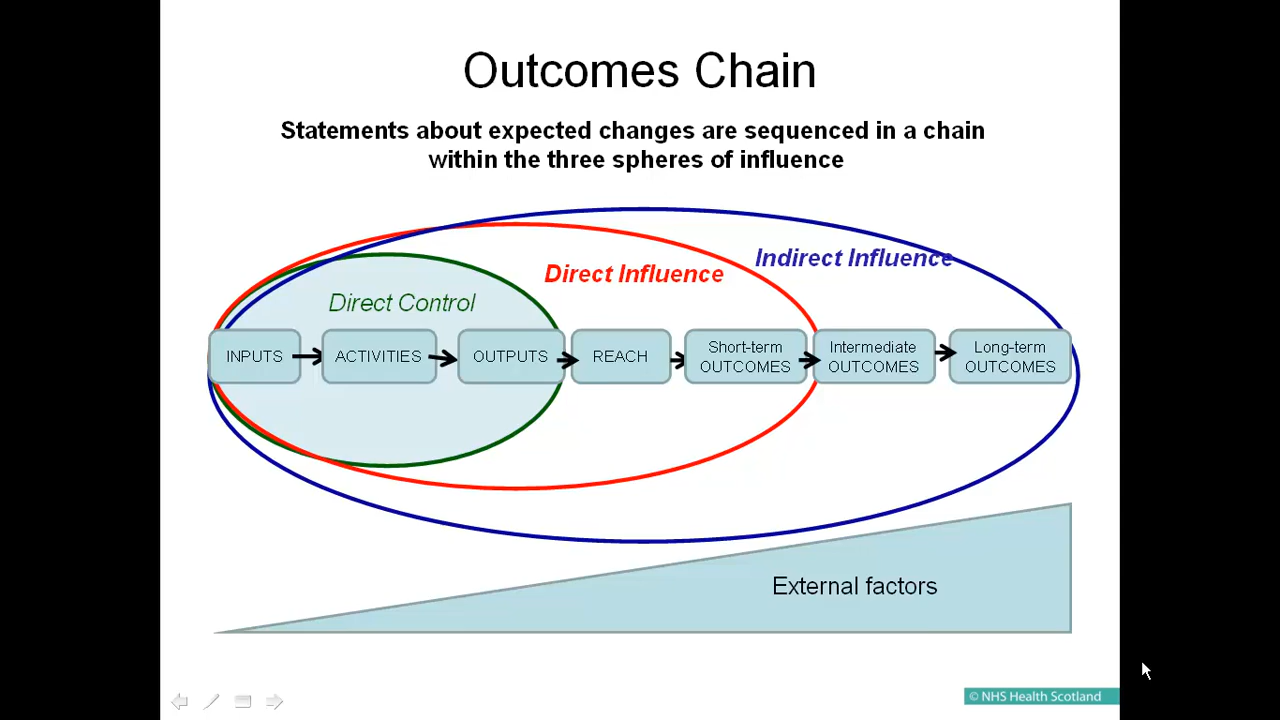 Outcomes Chain
Statements about expected changes are sequenced in a chain
within the three spheres of influence
Indirect Influence
Direct Influence
Direct Control
INPUTS
ACTIVITIES
OUTPUTS
REACH
Short-term
OUTCOMES
Intermediate
OUTCOMES
Long-term
OUTCOMES
External factors
© NHS Health Scotland